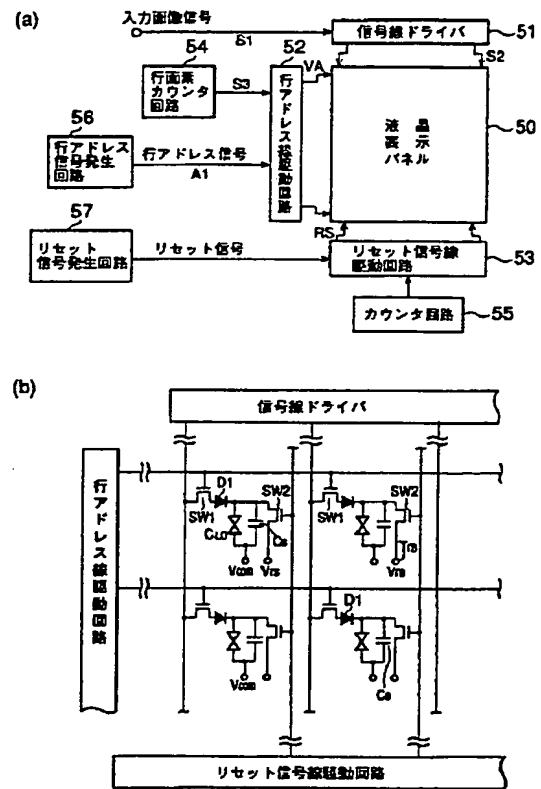 (a)
入力画像信号
S1
信号線ドライバ
51
54
行画素
カウンタ
回路
S3
52
VA
S2
行アドレス線駆動回路
液晶
表示
パネル
50
56
行アドレス
信号発生
回路
行アドレス信号
A1
57
リセット
信号発生回路
リセット信号
RS
リセット信号線
駆動回路
53
カウンタ回路
55
(b)
信号線ドライバ
行アドレス線駆動回路
D1
SW1
SW2
SW1
SW2
CLC
CS
Vcom
Vrs
Trs
Vrs
D1
Vcom
Cs
リセット信号線駆動回路